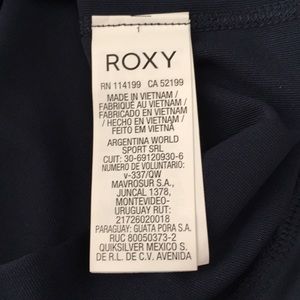 ROXY
RN 114199 CA 52199
MADE IN VIETNAM /
FABRIQUÉ AU VIETNAM /
FABRICADO EN VIETNAM
/ HECHO EN VIETNAM /
FEITO EM VIETNÃ
ARGENTINA WORLD
SPORT SRL
CUIT: 30-69120930-6
NUMERO DE VOLUNTARIO:
v-337/QW
MAVROSUR S.A.,
JUNCAL 1378,
MONTEVIDEO-
URUGUAY RUT:
21726020018
PARAGUAY: GUATA PORA S.A.
RUC 80050373-2
QUIKSILVER MEXICO S.
DE R.L. DE C.V. AVENIDA